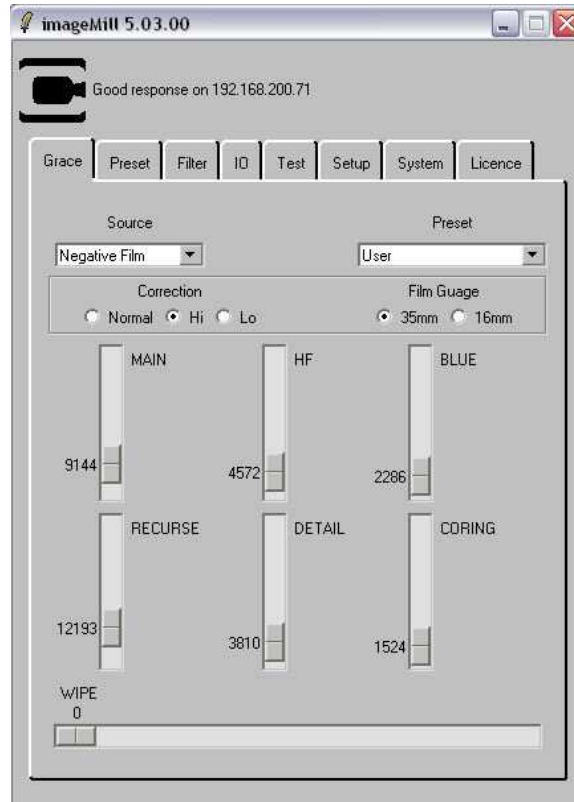 imageMill 5.03.00
Good response on 192.168.200.71
Grace Preset Filter IO Test Setup System Licence
Source Preset
Negative Film User
Correction Film Guage
Normal Hi Lo 35mm 16mm
MAIN HF BLUE
9144 4572 2286
RECURSE DETAIL CORING
12193 3810 1524
WIPE
0